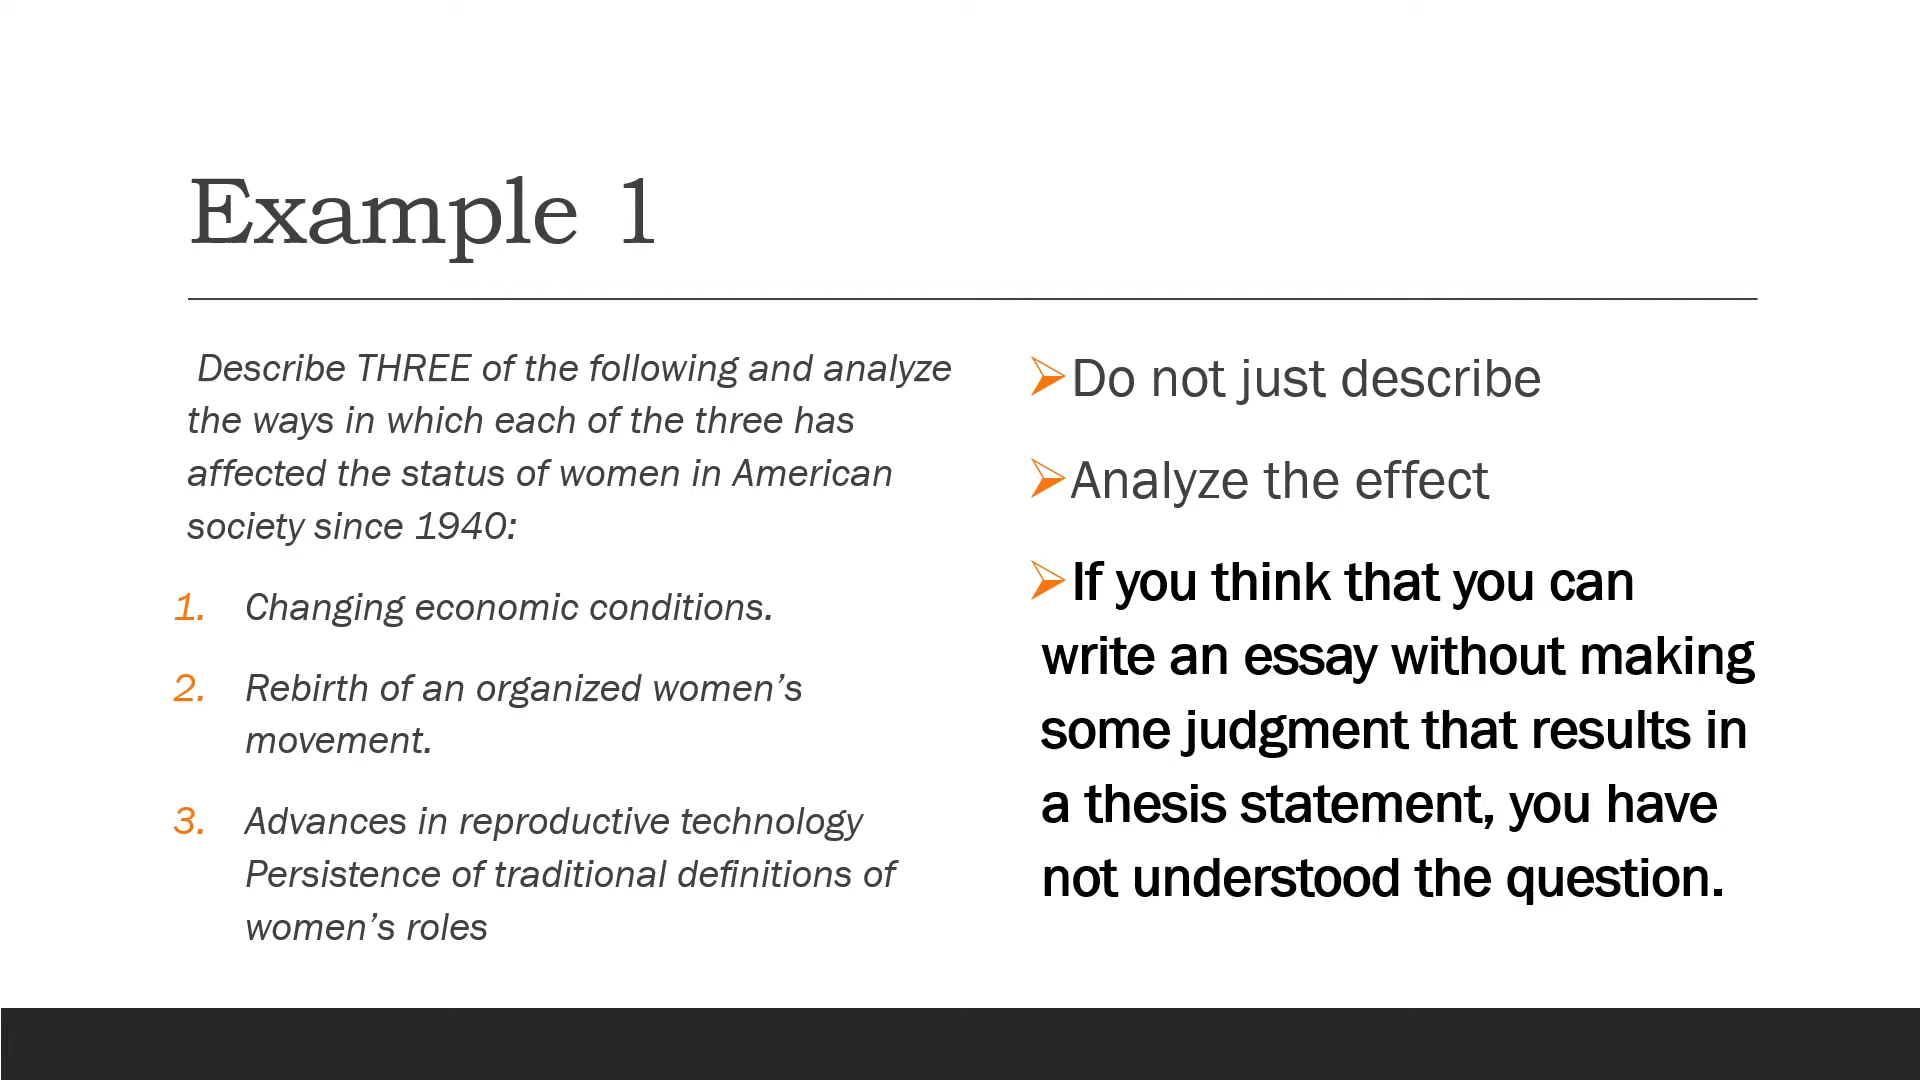 Example 1
Describe THREE of the following and analyze
the ways in which each of the three has
affected the status of women in American
society since 1940:
1. Changing economic conditions.
2. Rebirth of an organized women’s
movement.
3. Advances in reproductive technology
Persistence of traditional definitions of
women’s roles
➢Do not just describe
➢Analyze the effect
➢If you think that you can
write an essay without making
some judgment that results in
a thesis statement, you have
not understood the question.